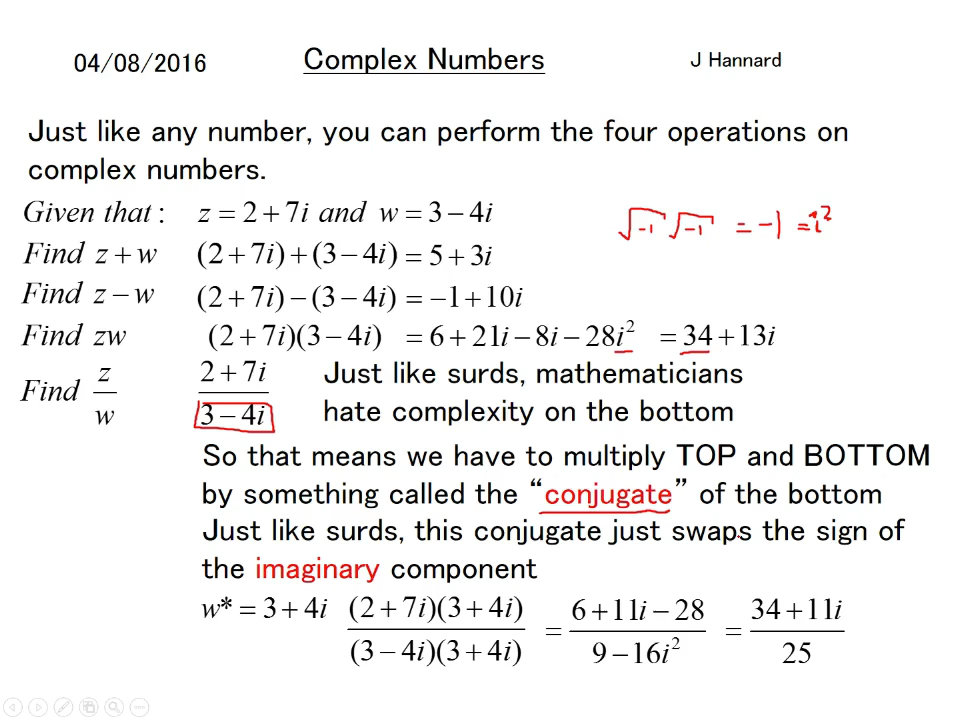 04/08/2016 Complex Numbers J Hannard
Just like any number, you can perform the four operations on
complex numbers.
Given that : z = 2 + 7i and w = 3 − 4i
√-1 √-1 = -1 = i²
Find z + w (2 + 7i) + (3 − 4i) = 5 + 3i
Find z − w (2 + 7i) − (3 − 4i) = −1 + 10i
Find zw (2 + 7i)(3 − 4i) = 6 + 21i − 8i − 28i² = 34 + 13i
Find z/w (2 + 7i)/(3 − 4i) Just like surds, mathematicians
hate complexity on the bottom
So that means we have to multiply TOP and BOTTOM
by something called the “conjugate” of the bottom
Just like surds, this conjugate just swaps the sign of
the imaginary component
w* = 3 + 4i (2 + 7i)(3 + 4i)/(3 − 4i)(3 + 4i) = (6 + 11i − 28)/(9 − 16i²) = (34 + 11i)/25